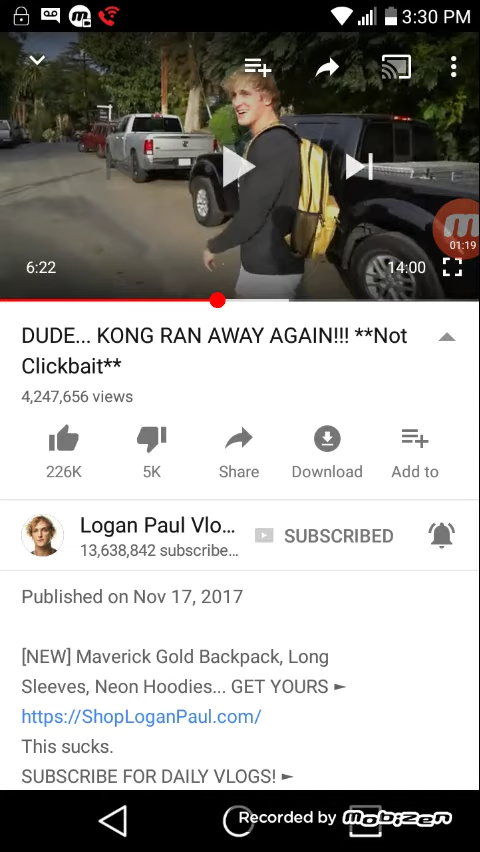 3:30 PM
01:19
6:22
14:00
DUDE... KONG RAN AWAY AGAIN!!! **Not
Clickbait**
4,247,656 views
226K
5K
Share
Download
Add to
Logan Paul Vlo...
SUBSCRIBED
13,638,842 subscribe...
Published on Nov 17, 2017
[NEW] Maverick Gold Backpack, Long
Sleeves, Neon Hoodies... GET YOURS ►
https://ShopLoganPaul.com/
This sucks.
SUBSCRIBE FOR DAILY VLOGS! ►
Recorded by Mobizen